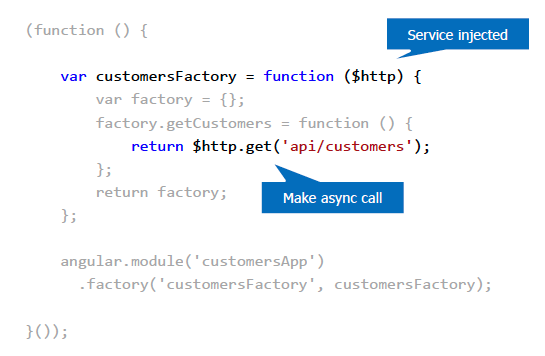 (function () {
Service injected
var customersFactory = function ($http) {
var factory = {};
factory.getCustomers = function () {
return $http.get('api/customers');
};
return factory;
Make async call
};
angular.module('customersApp')
.factory('customersFactory', customersFactory);
}());